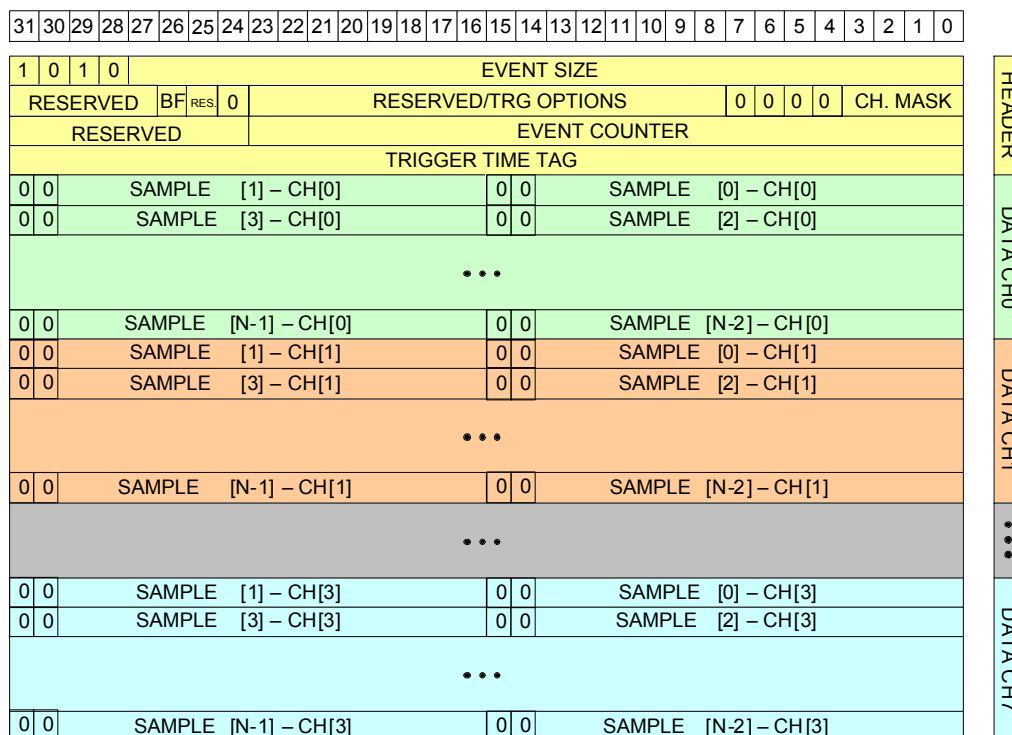 31 30 29 28 27 26 25 24 23 22 21 20 19 18 17 16 15 14 13 12 11 10 9 8 7 6 5 4 3 2 1 0
1 0 1 0 EVENT SIZE
RESERVED BF RES. 0 RESERVED/TRG OPTIONS 0 0 0 0 CH. MASK
RESERVED EVENT COUNTER
TRIGGER TIME TAG
HEADER
0 0 SAMPLE [1] – CH[0] 0 0 SAMPLE [0] – CH[0]
0 0 SAMPLE [3] – CH[0] 0 0 SAMPLE [2] – CH[0]
•••
0 0 SAMPLE [N-1] – CH[0] 0 0 SAMPLE [N-2] – CH[0]
DATA CH0
0 0 SAMPLE [1] – CH[1] 0 0 SAMPLE [0] – CH[1]
0 0 SAMPLE [3] – CH[1] 0 0 SAMPLE [2] – CH[1]
•••
0 0 SAMPLE [N-1] – CH[1] 0 0 SAMPLE [N-2] – CH[1]
DATA CH1
•••
•••
0 0 SAMPLE [1] – CH[3] 0 0 SAMPLE [0] – CH[3]
0 0 SAMPLE [3] – CH[3] 0 0 SAMPLE [2] – CH[3]
•••
0 0 SAMPLE [N-1] – CH[3] 0 0 SAMPLE [N-2] – CH[3]
DATA CH7